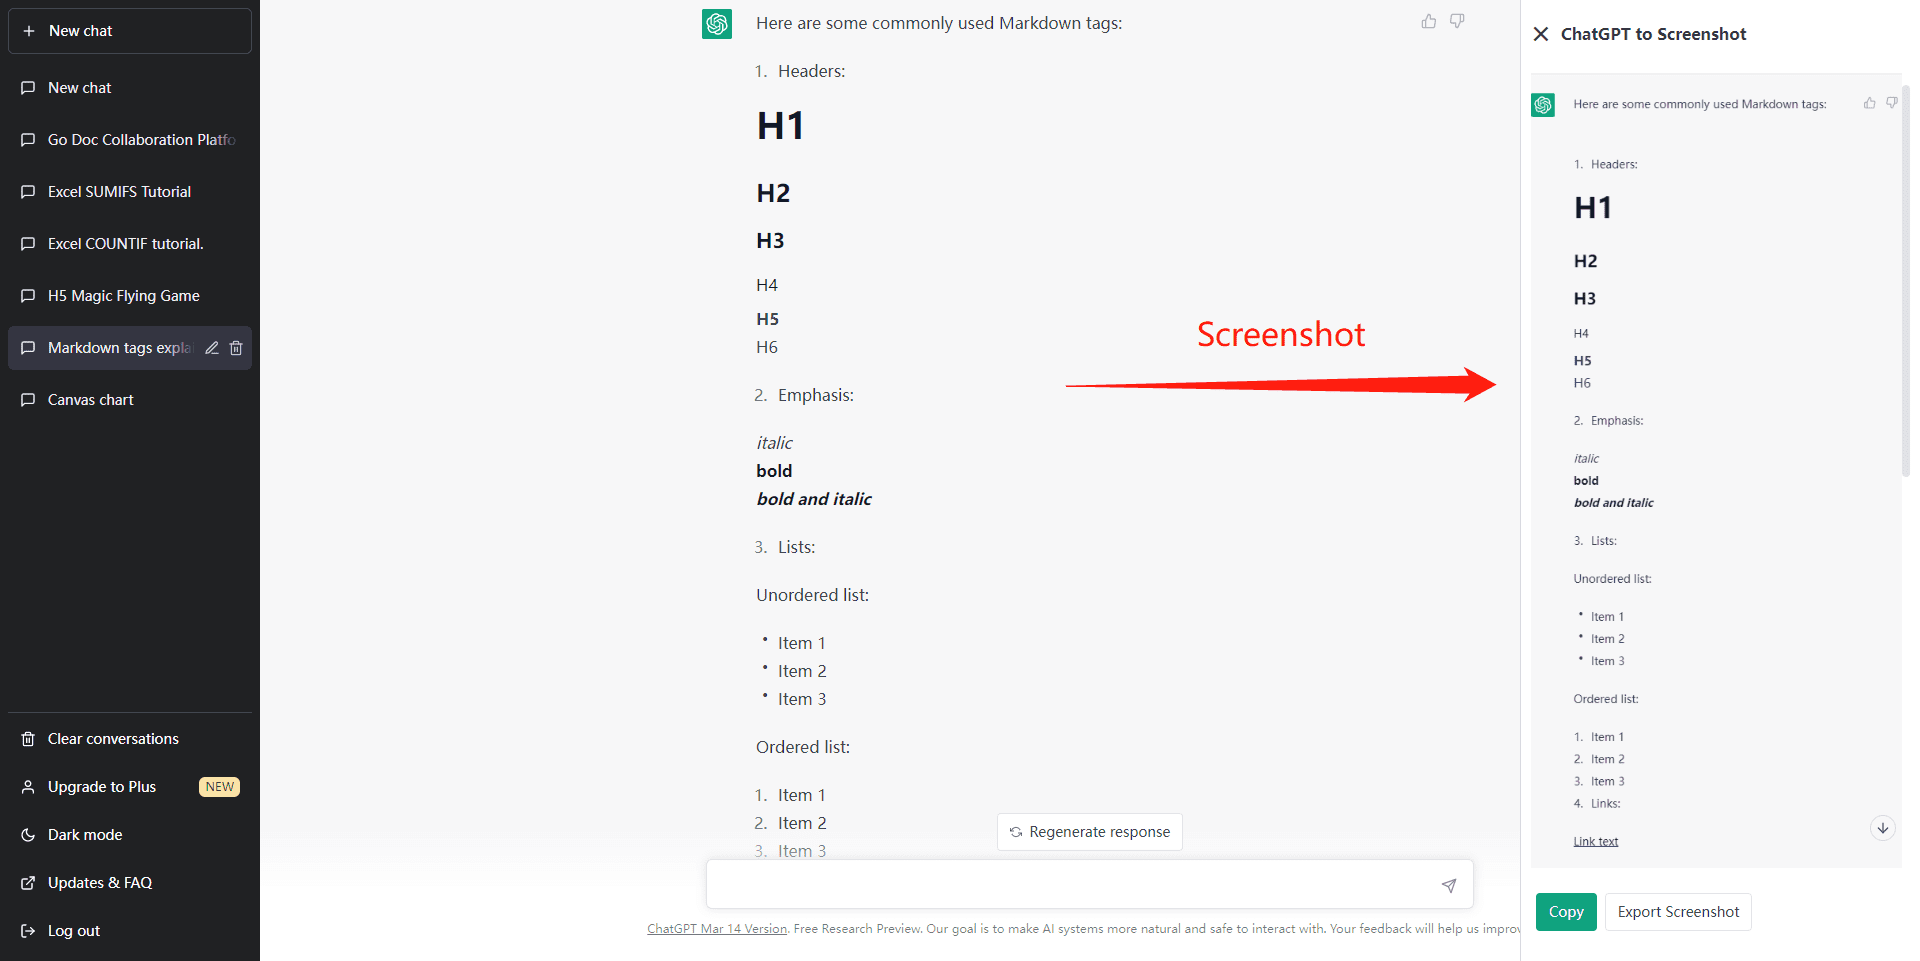 New chat
New chat
Go Doc Collaboration Platfo
Excel SUMIFS Tutorial
Excel COUNTIF tutorial.
H5 Magic Flying Game
Markdown tags expla
Canvas chart
Clear conversations
Upgrade to Plus NEW
Dark mode
Updates & FAQ
Log out
Here are some commonly used Markdown tags:
1. Headers:
H1
H2
H3
H4
H5
H6
2. Emphasis:
italic
bold
bold and italic
3. Lists:
Unordered list:
• Item 1
• Item 2
• Item 3
Ordered list:
1. Item 1
2. Item 2
3. Item 3
Regenerate response
ChatGPT Mar 14 Version. Free Research Preview. Our goal is to make AI systems more natural and safe to interact with. Your feedback will help us improv
Screenshot
ChatGPT to Screenshot
Here are some commonly used Markdown tags:
1. Headers:
H1
H2
H3
H4
H5
H6
2. Emphasis:
italic
bold
bold and italic
3. Lists:
Unordered list:
• Item 1
• Item 2
• Item 3
Ordered list:
1. Item 1
2. Item 2
3. Item 3
4. Links:
Link text
Copy
Export Screenshot